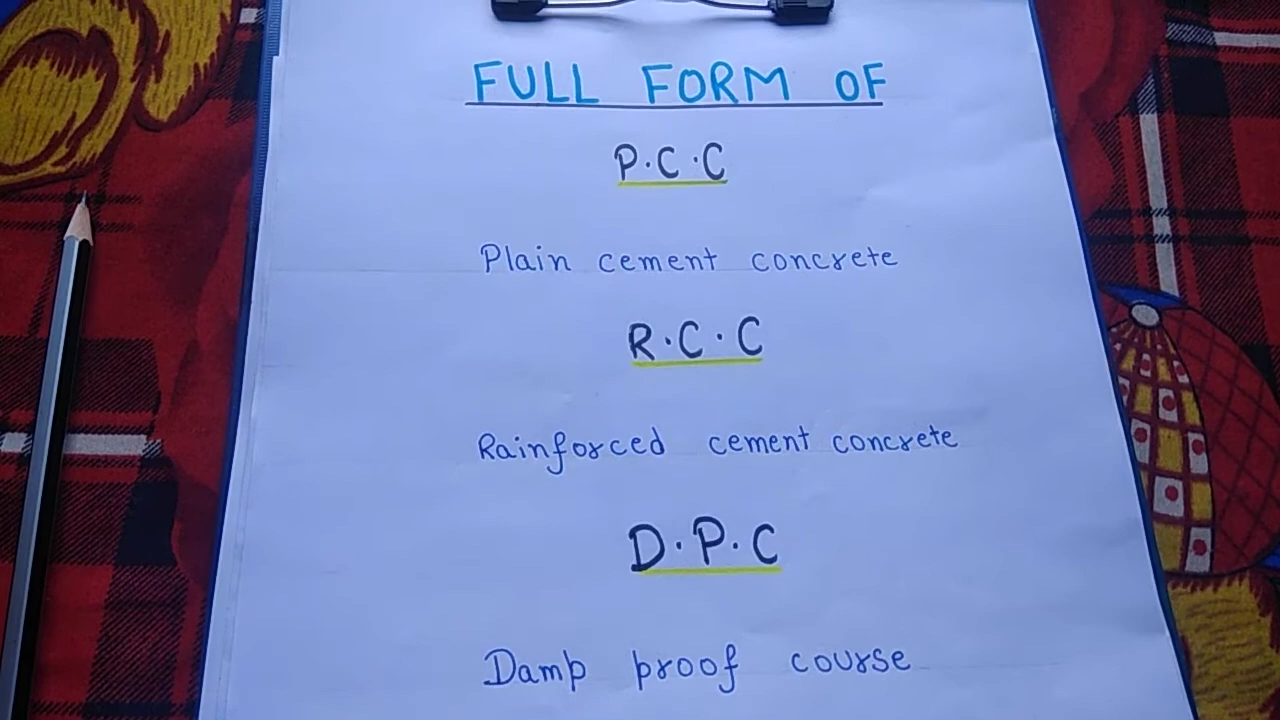 FULL FORM OF
P.C.C
Plain cement concrete
R.C.C
Rainforced cement concrete
D.P.C
Damp proof course